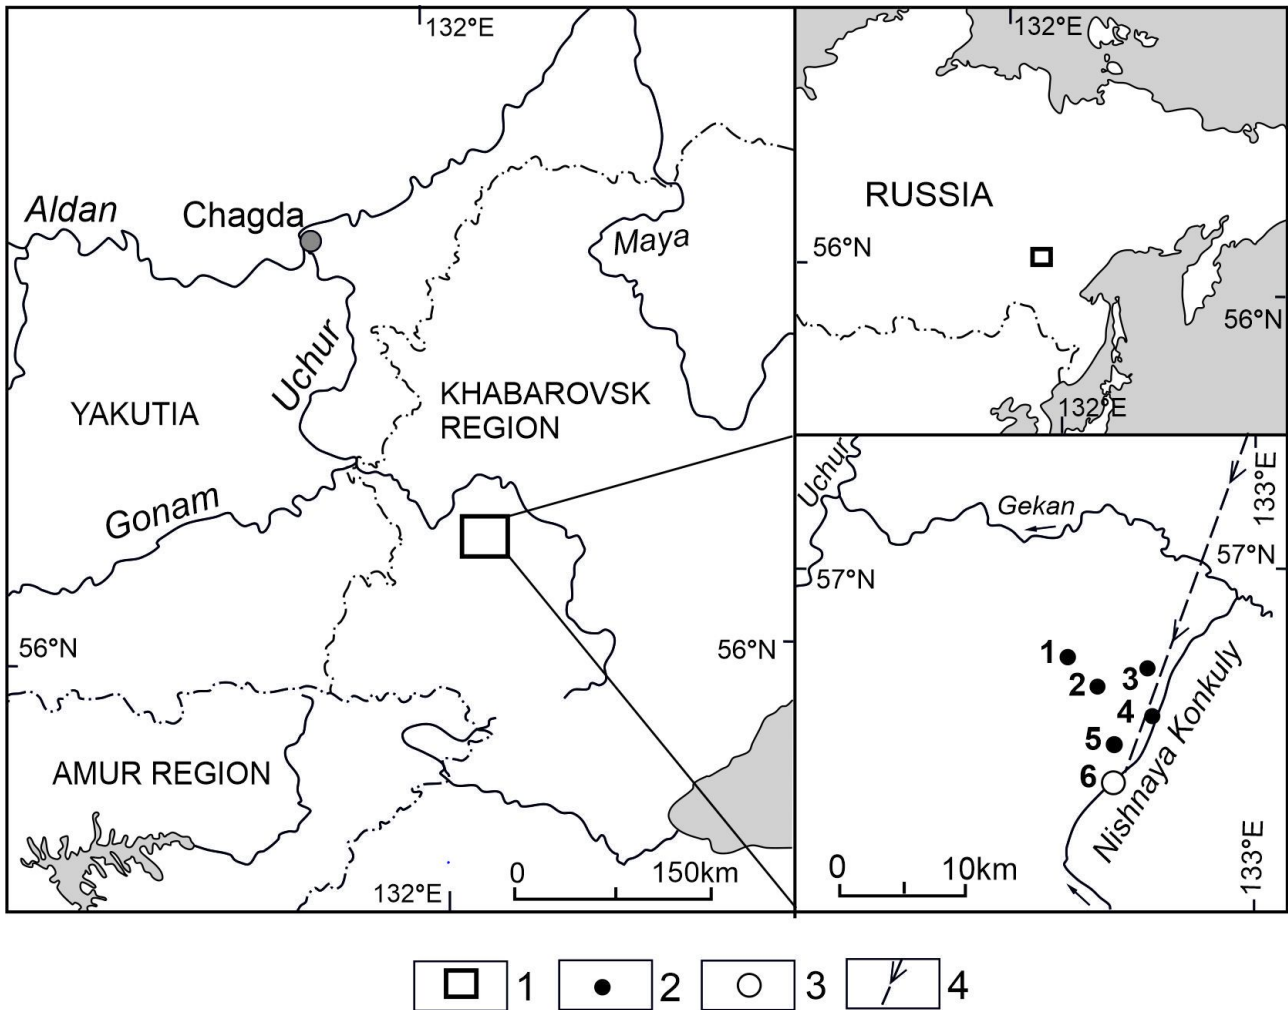 132°E
Aldan
Chagda
Maya
Uchur
YAKUTIA
KHABAROVSK
REGION
Gonam
56°N
56°N
AMUR REGION
0
150km
132°E
132°E
RUSSIA
56°N
56°N
132°E
Uchur
Gekan
133°E
57°N
57°N
1
2
3
4
5
6
Nishnaya Konkuly
0
10km
133°E
1
2
3
4